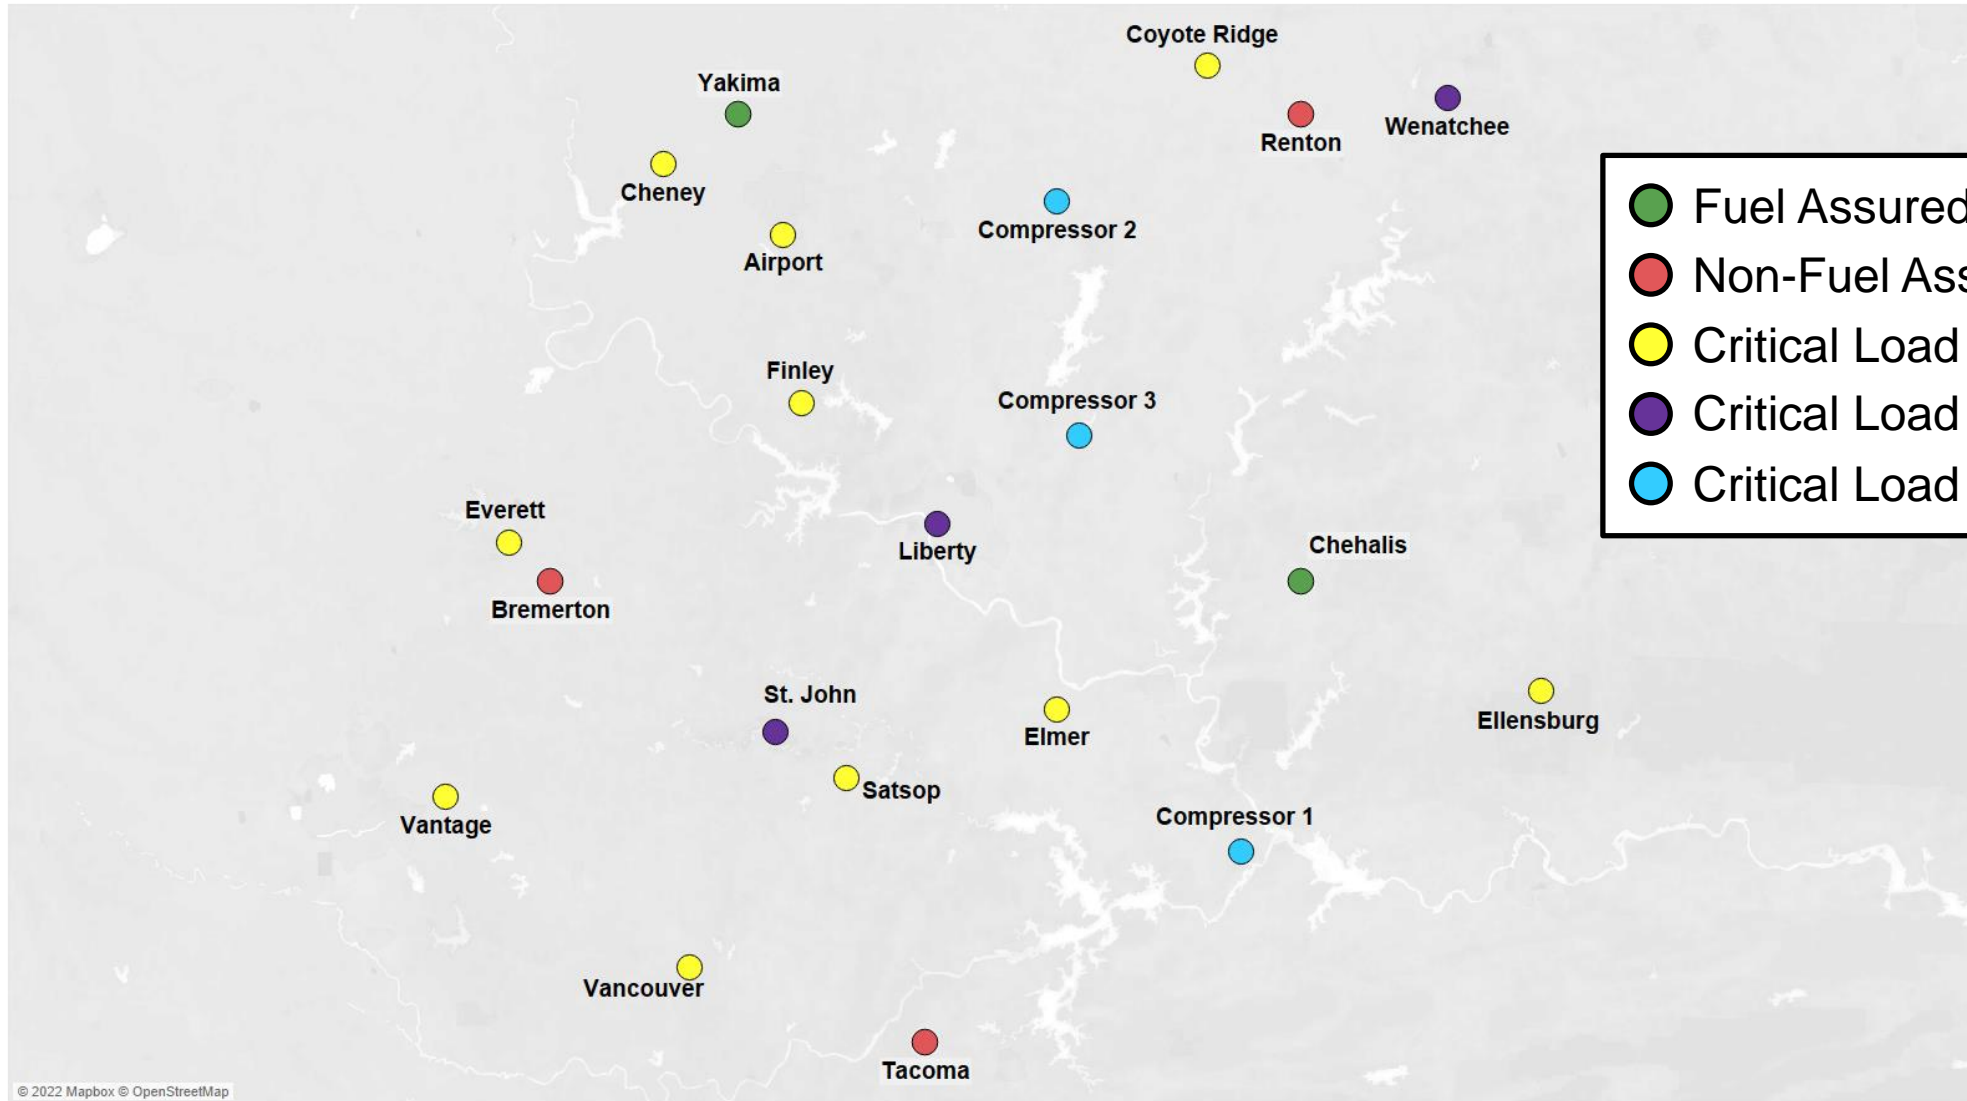 Coyote Ridge
Yakima
Wenatchee
Renton
Cheney
Compressor 2
Airport
Fuel Assured
Non-Fuel
Critical Load
Critical Load
Critical Load
Finley
Compressor 3
Everett
Liberty
Chehalis
Bremerton
St. John
Ellensburg
Elmer
Satsop
Vantage
Compressor 1
Vancouver
Tacoma
© 2022 Mapbox © OpenStreetMap